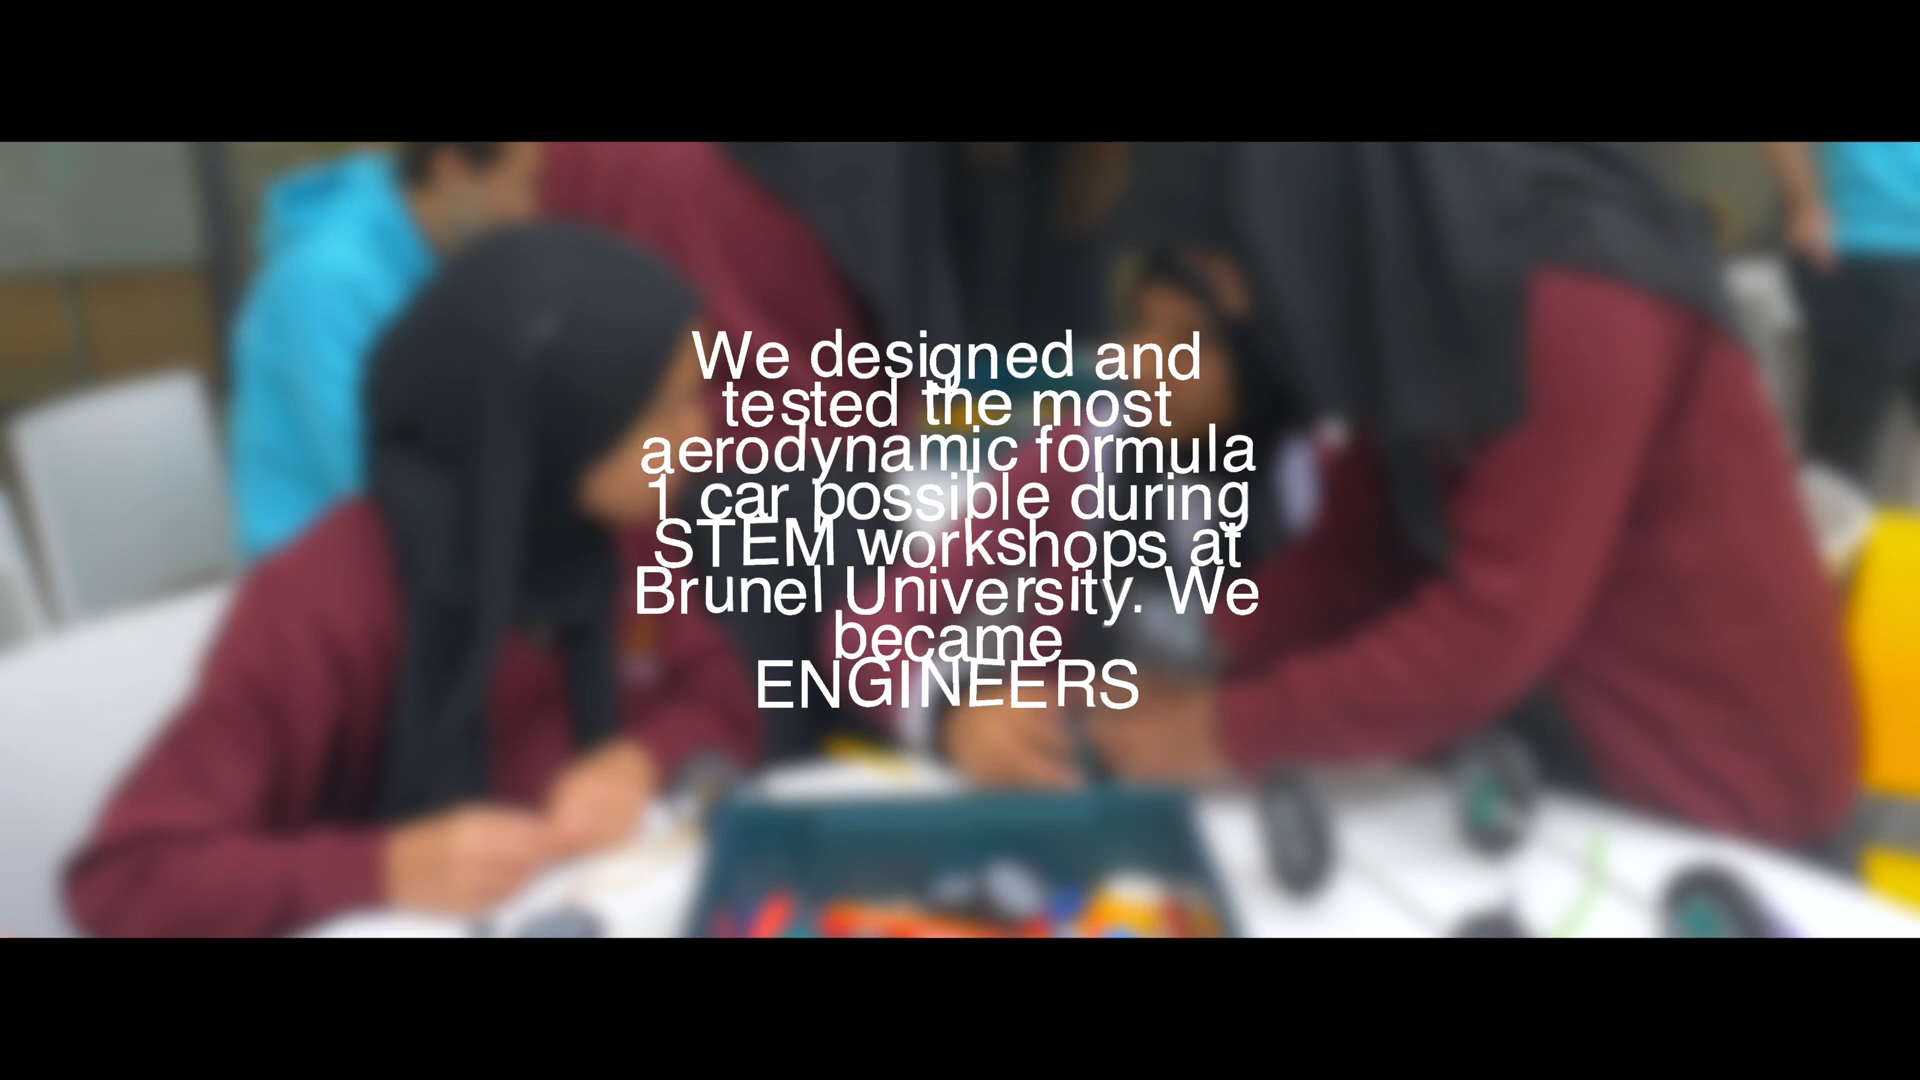 We designed and
tested the most
aerodynamic formula
1 car possible during
STEM workshops at
Brunel University. We
became
ENGINEERS